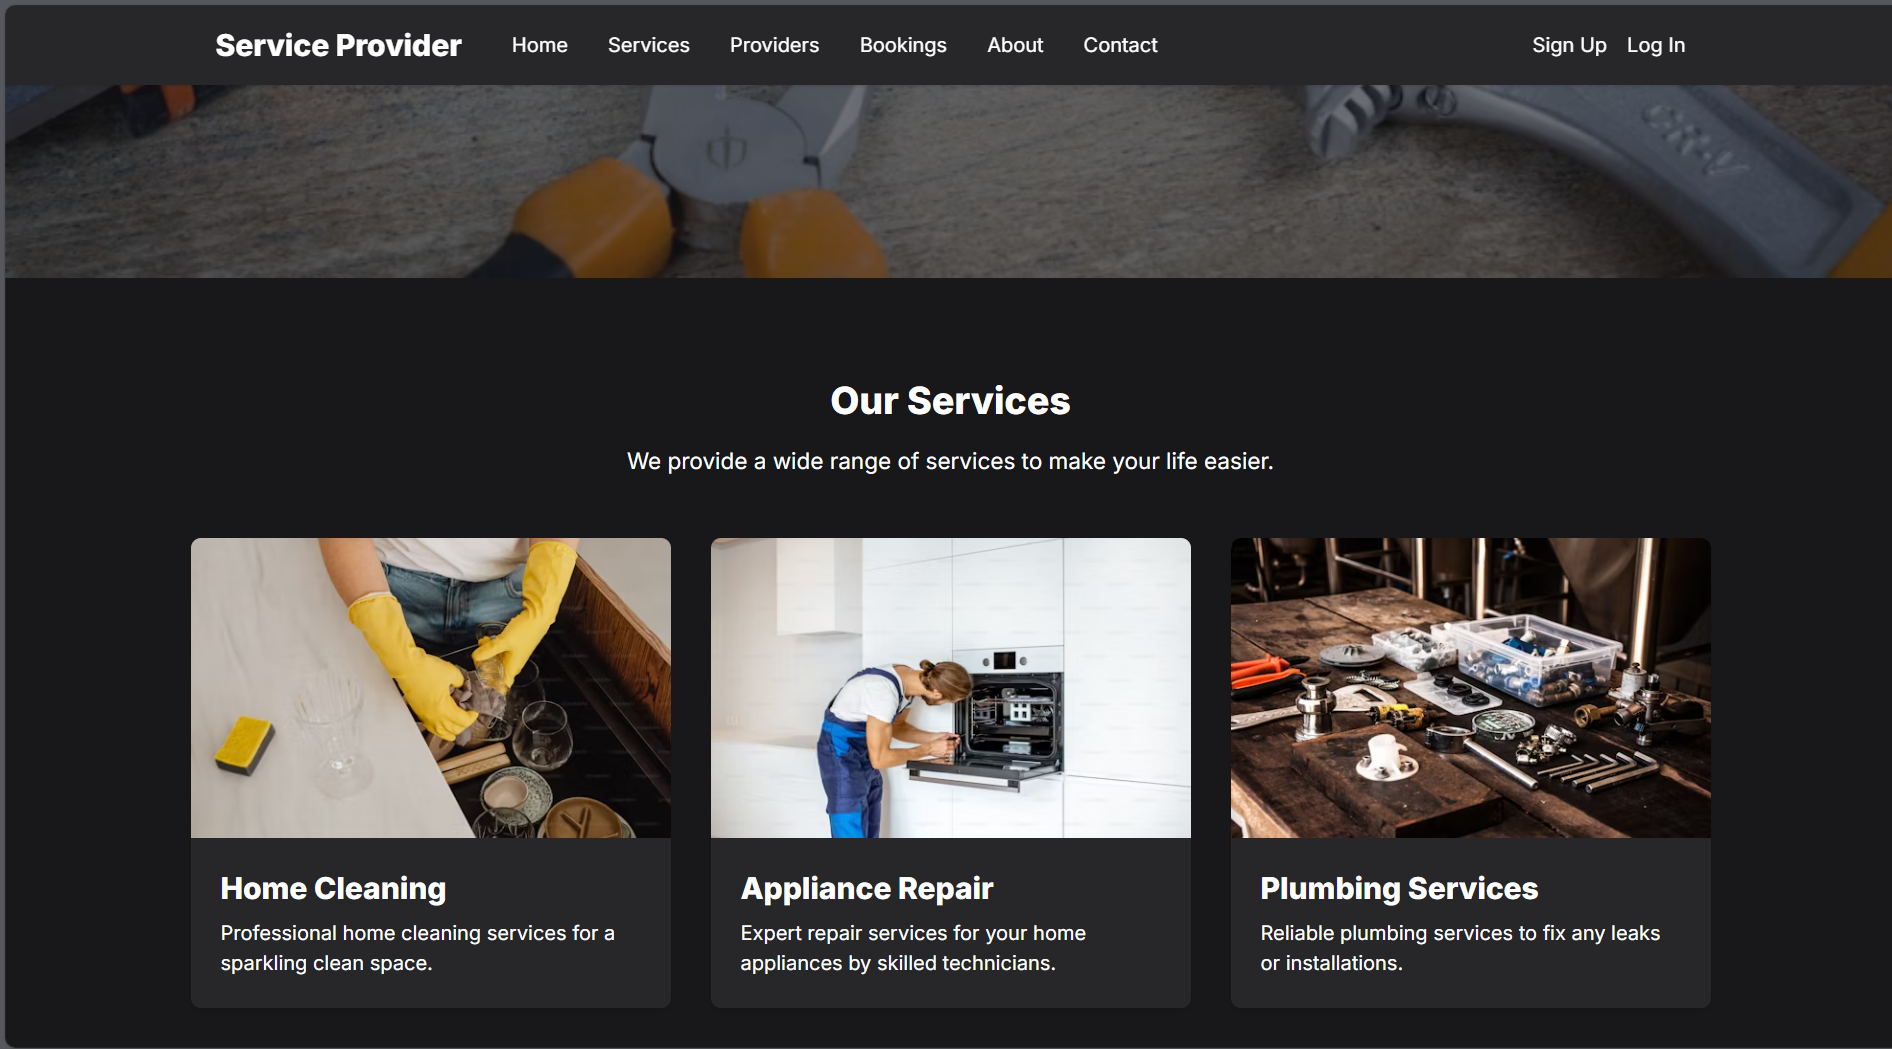 Service Provider Home Services Providers Bookings About Contact Sign Up Log In
CR-V
Our Services
We provide a wide range of services to make your life easier.
Home Cleaning
Professional home cleaning services for a
sparkling clean space.
Appliance Repair
Expert repair services for your home
appliances by skilled technicians.
Plumbing Services
Reliable plumbing services to fix any leaks
or installations.